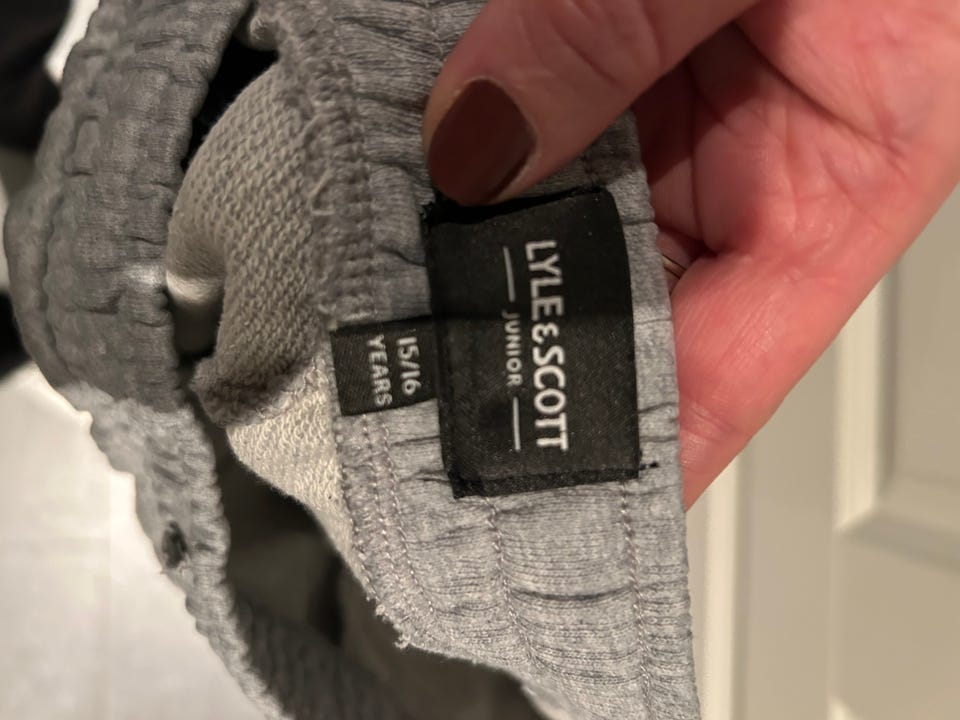 LYLE & SCOTT
JUNIOR
15/16
YEARS